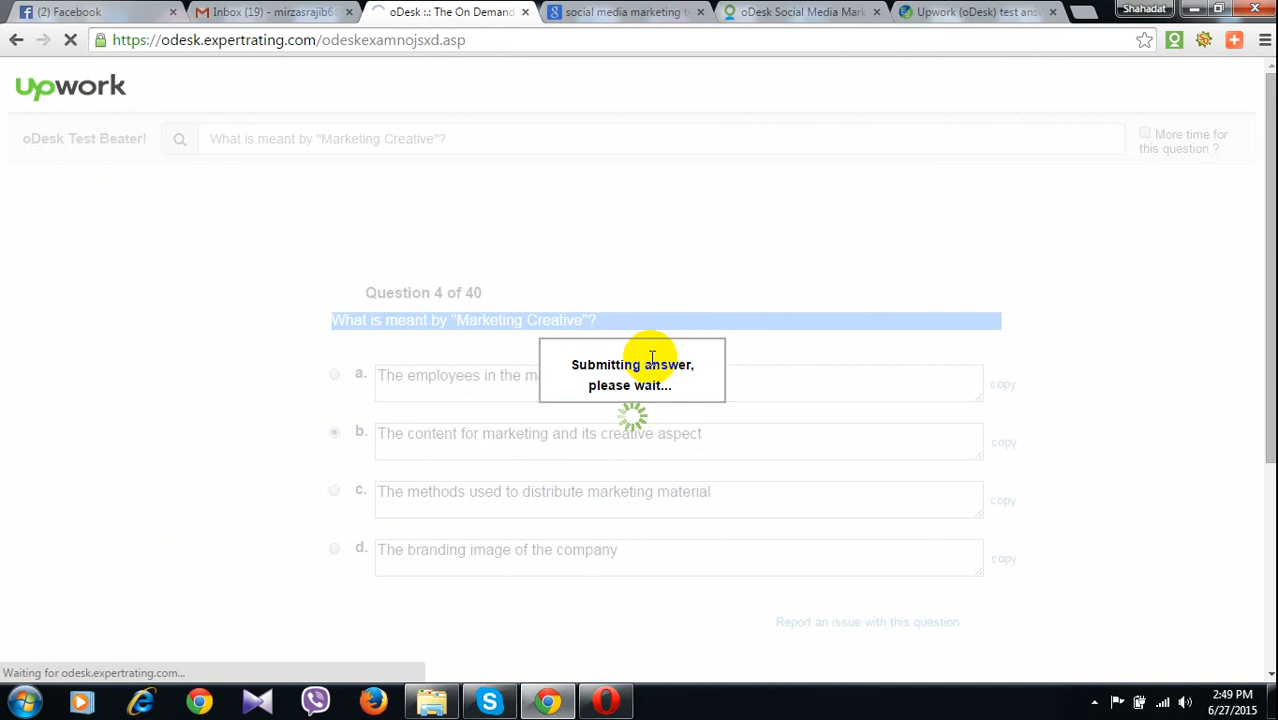 (2) Facebook
Inbox (19) - mirzasrajib6
oDesk ::. The On Demand
social media marketing t
oDesk Social Media Mark
Upwork (oDesk) test answ
Shahadat
https://odesk.expertrating.com/odeskexamnojsxd.asp
upwork
oDesk Test Beater!
What is meant by "Marketing Creative"?
More time for
this question ?
Question 4 of 40
What is meant by "Marketing Creative"?
a. The employees in the ma
copy
Submitting answer,
please wait...
b. The content for marketing and its creative aspect
copy
c. The methods used to distribute marketing material
copy
d. The branding image of the company
copy
Report an issue with this question
Waiting for odesk.expertrating.com...
2:49 PM
6/27/2015